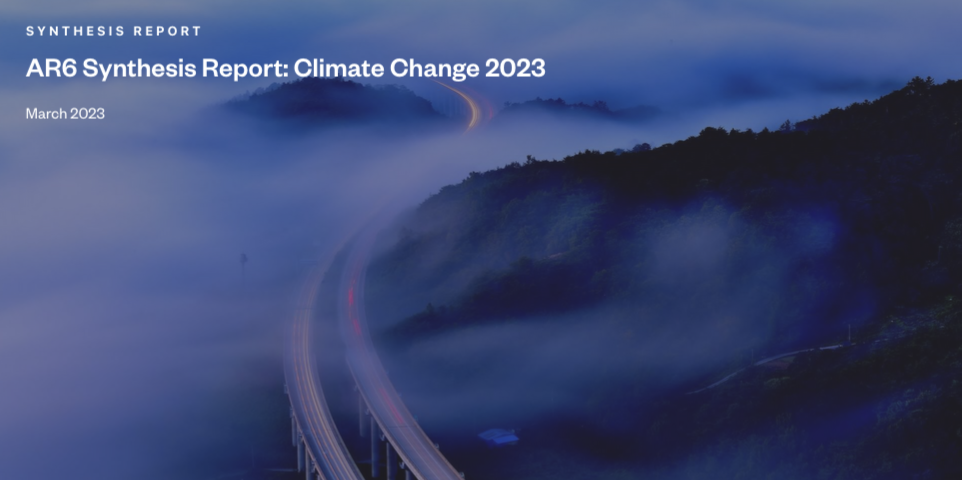 SYNTHESIS REPORT
AR6 Synthesis Report: Climate Change 2023
March 2023